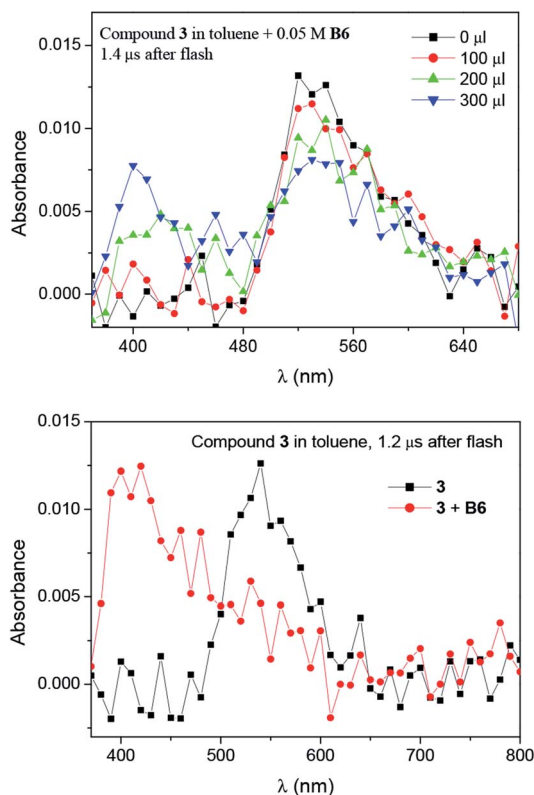 Compound 3 in toluene + 0.05 M B6
1.4 μs after flash
0 μl
100 μl
200 μl
300 μl
0.015
0.010
0.005
0.000
Absorbance
400 480 560 640
λ (nm)
Compound 3 in toluene, 1.2 μs after flash
3
3 + B6
0.015
0.010
0.005
0.000
Absorbance
400 500 600 700 800
λ (nm)